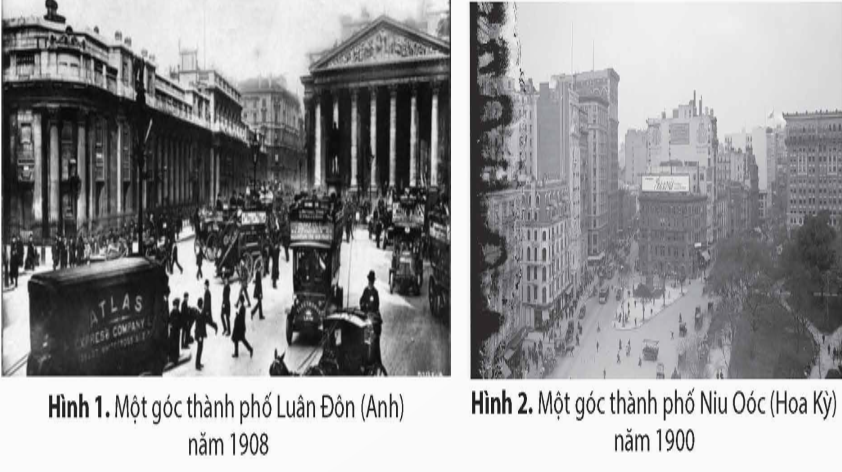 ATLAS
EXPRESS COMPANY
Hình 1. Một góc thành phố Luân Đôn (Anh)
năm 1908
Hình 2. Một góc thành phố Niu Oóc (Hoa Kỳ)
năm 1900